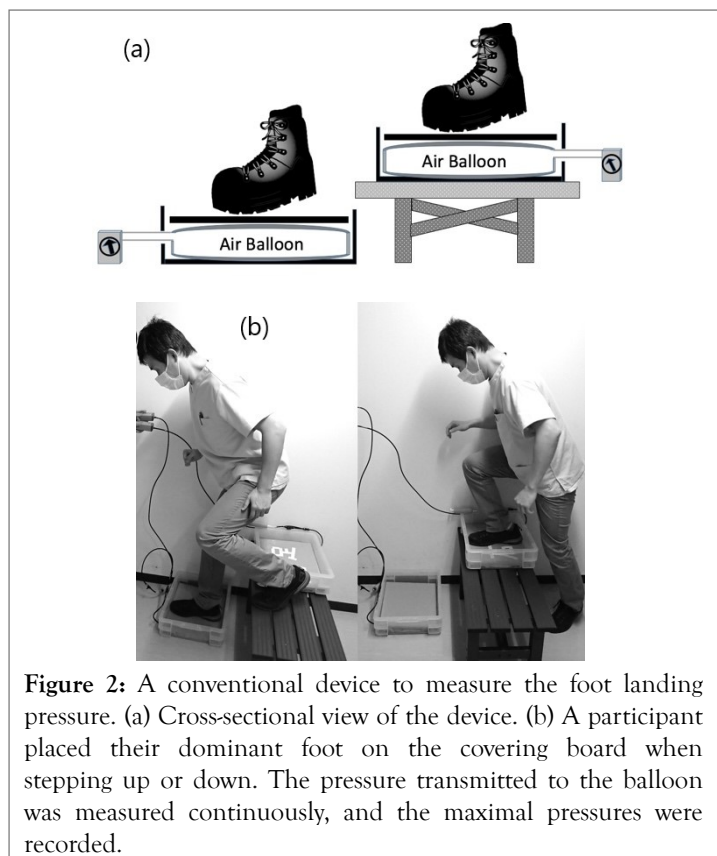 (a)
Air Balloon
Air Balloon
(b)
Figure 2: A conventional device to measure the foot landing
pressure. (a) Cross-sectional view of the device. (b) A participant
placed their dominant foot on the covering board when
stepping up or down. The pressure transmitted to the balloon
was measured continuously, and the maximal pressures were
recorded.